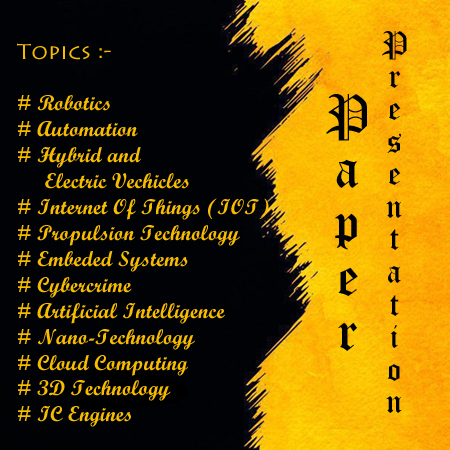 Topics :-
# Robotics
# Automation
# Hybrid and
Electric Vechicles
# Internet Of Things (IOT)
# Propulsion Technology
# Embeded Systems
# Cybercrime
# Artificial Intelligence
# Nano-Technology
# Cloud Computing
# 3D Technology
# IC Engines
Paper
Presentation